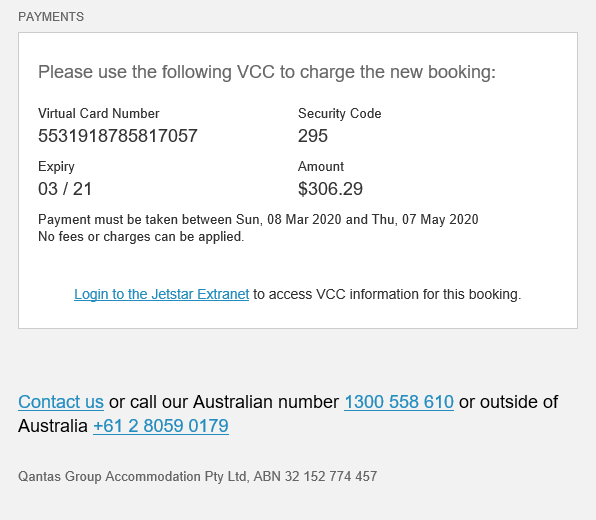 PAYMENTS
Please use the following VCC to charge the new booking:
Virtual Card Number
5531918785817057
Security Code
295
Expiry
03 / 21
Amount
$306.29
Payment must be taken between Sun, 08 Mar 2020 and Thu, 07 May 2020
No fees or charges can be applied.
Login to the Jetstar Extranet to access VCC information for this booking.
Contact us or call our Australian number 1300 558 610 or outside of
Australia +61 2 8059 0179
Qantas Group Accommodation Pty Ltd, ABN 32 152 774 457